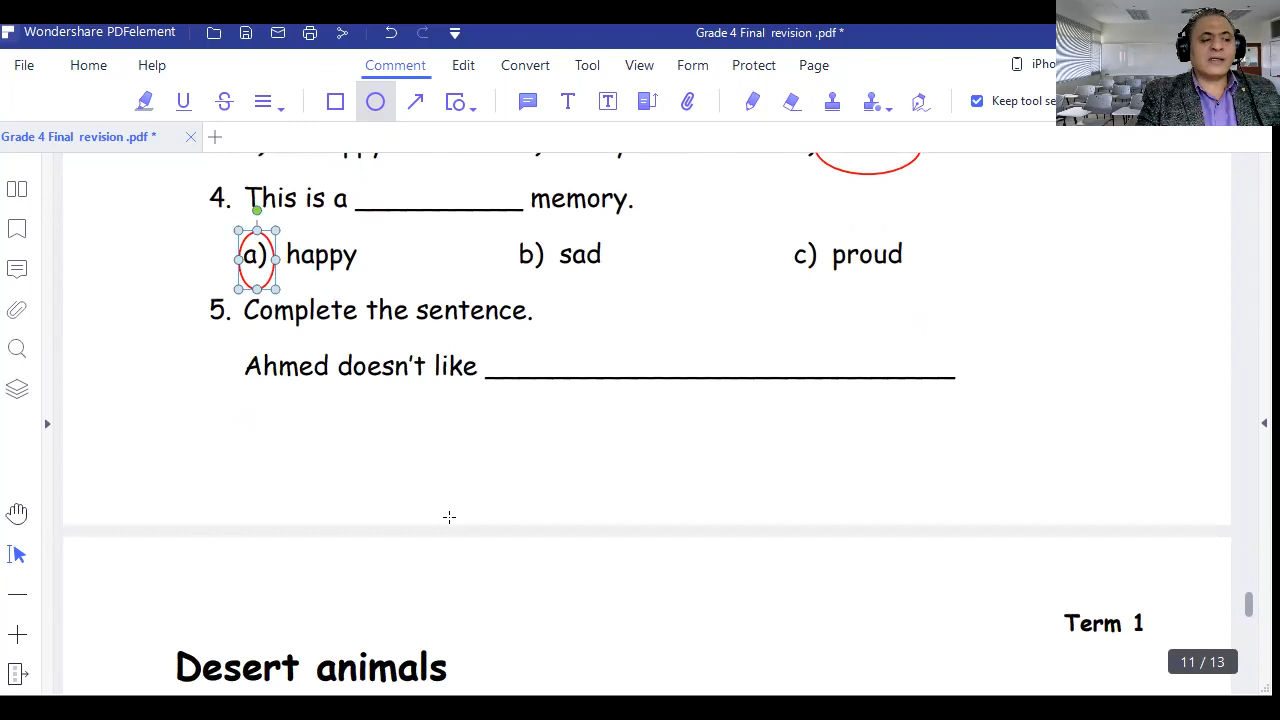 Wondershare PDFelement
Grade 4 Final revision .pdf *
File Home Help Comment Edit Convert Tool View Form Protect Page
Keep tool se
Grade 4 Final revision.pdf *
4. This is a __________ memory.
a) happy b) sad c) proud
5. Complete the sentence.
Ahmed doesn't like ____________________________
Term 1
11 / 13
Desert animals